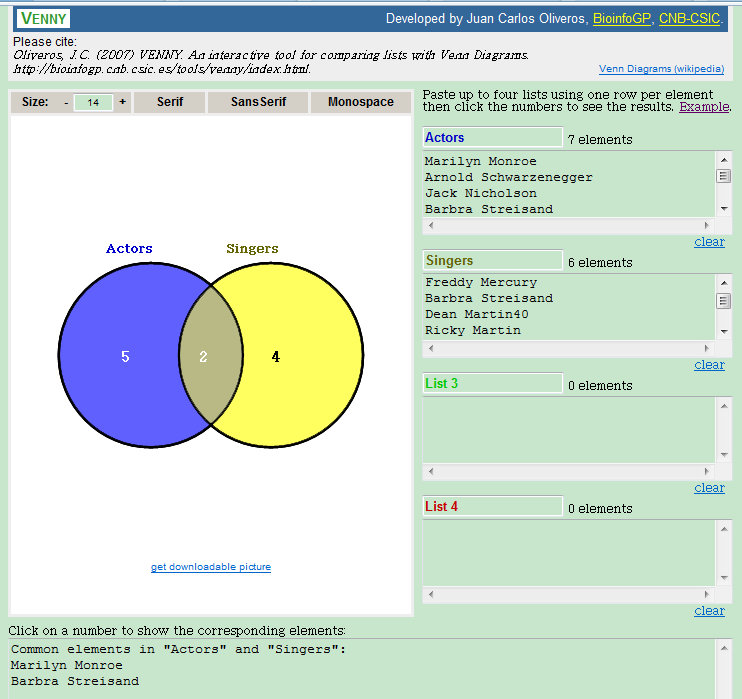 VENNY
Developed by Juan Carlos Oliveros, BioinfoGP, CNB-CSIC.
Please cite:
Oliveros, J.C. (2007) VENNY. An interactive tool for comparing lists with Venn Diagrams.
http://bioinfogp.cnb.csic.es/tools/venny/index.html.
Venn Diagrams (wikipedia)
Size: - 14 + Serif SansSerif Monospace
Actors Singers
5 2 4
get downloadable picture
Paste up to four lists using one row per element
then click the numbers to see the results. Example.
Actors 7 elements
Marilyn Monroe
Arnold Schwarzenegger
Jack Nicholson
Barbra Streisand
clear
Singers 6 elements
Freddy Mercury
Barbra Streisand
Dean Martin40
Ricky Martin
clear
List 3 0 elements
clear
List 4 0 elements
clear
Click on a number to show the corresponding elements:
Common elements in "Actors" and "Singers":
Marilyn Monroe
Barbra Streisand